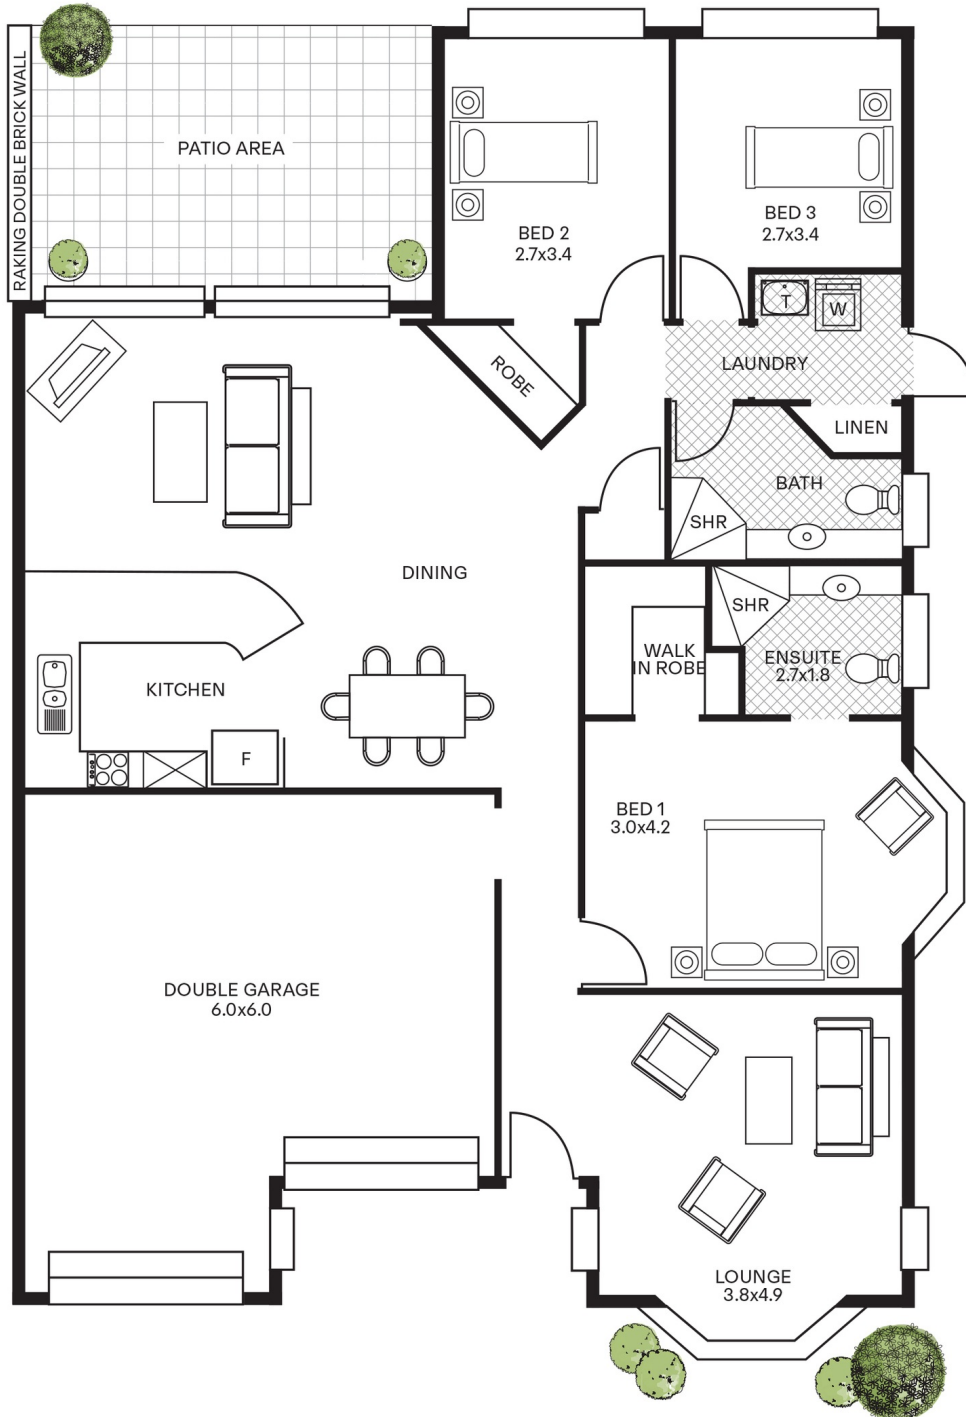 RAKING DOUBLE BRICK WALL
PATIO AREA
BED 2
2.7x3.4
BED 3
2.7x3.4
T
W
LAUNDRY
ROBE
LINEN
BATH
SHR
DINING
SHR
WALK
IN ROBE
ENSUITE
2.7x1.8
KITCHEN
F
BED 1
3.0x4.2
DOUBLE GARAGE
6.0x6.0
LOUNGE
3.8x4.9